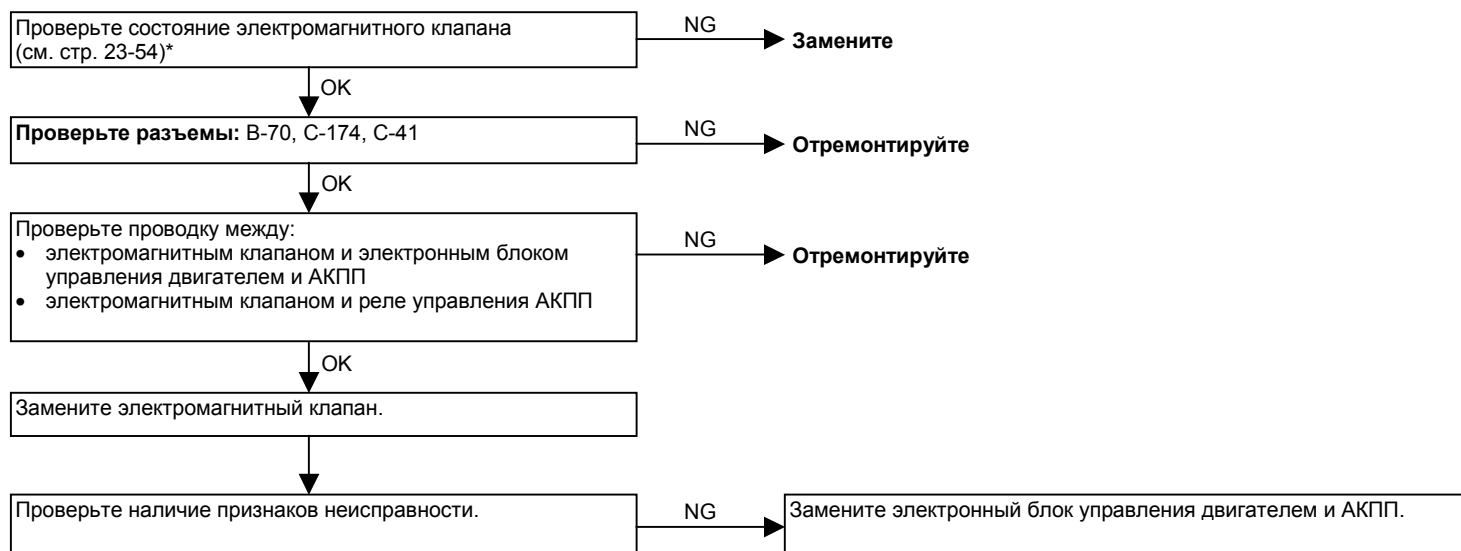 Проверьте состояние электромагнитного клапана
(см. стр. 23-54)*
NG
Замените
OK
Проверьте разъемы: B-70, C-174, C-41
NG
Отремонтируйте
OK
Проверьте проводку между:
• электромагнитным клапаном и электронным блоком
управления двигателем и АКПП
• электромагнитным клапаном и реле управления АКПП
NG
Отремонтируйте
OK
Замените электромагнитный клапан.
Проверьте наличие признаков неисправности.
NG
Замените электронный блок управления двигателем и АКПП.